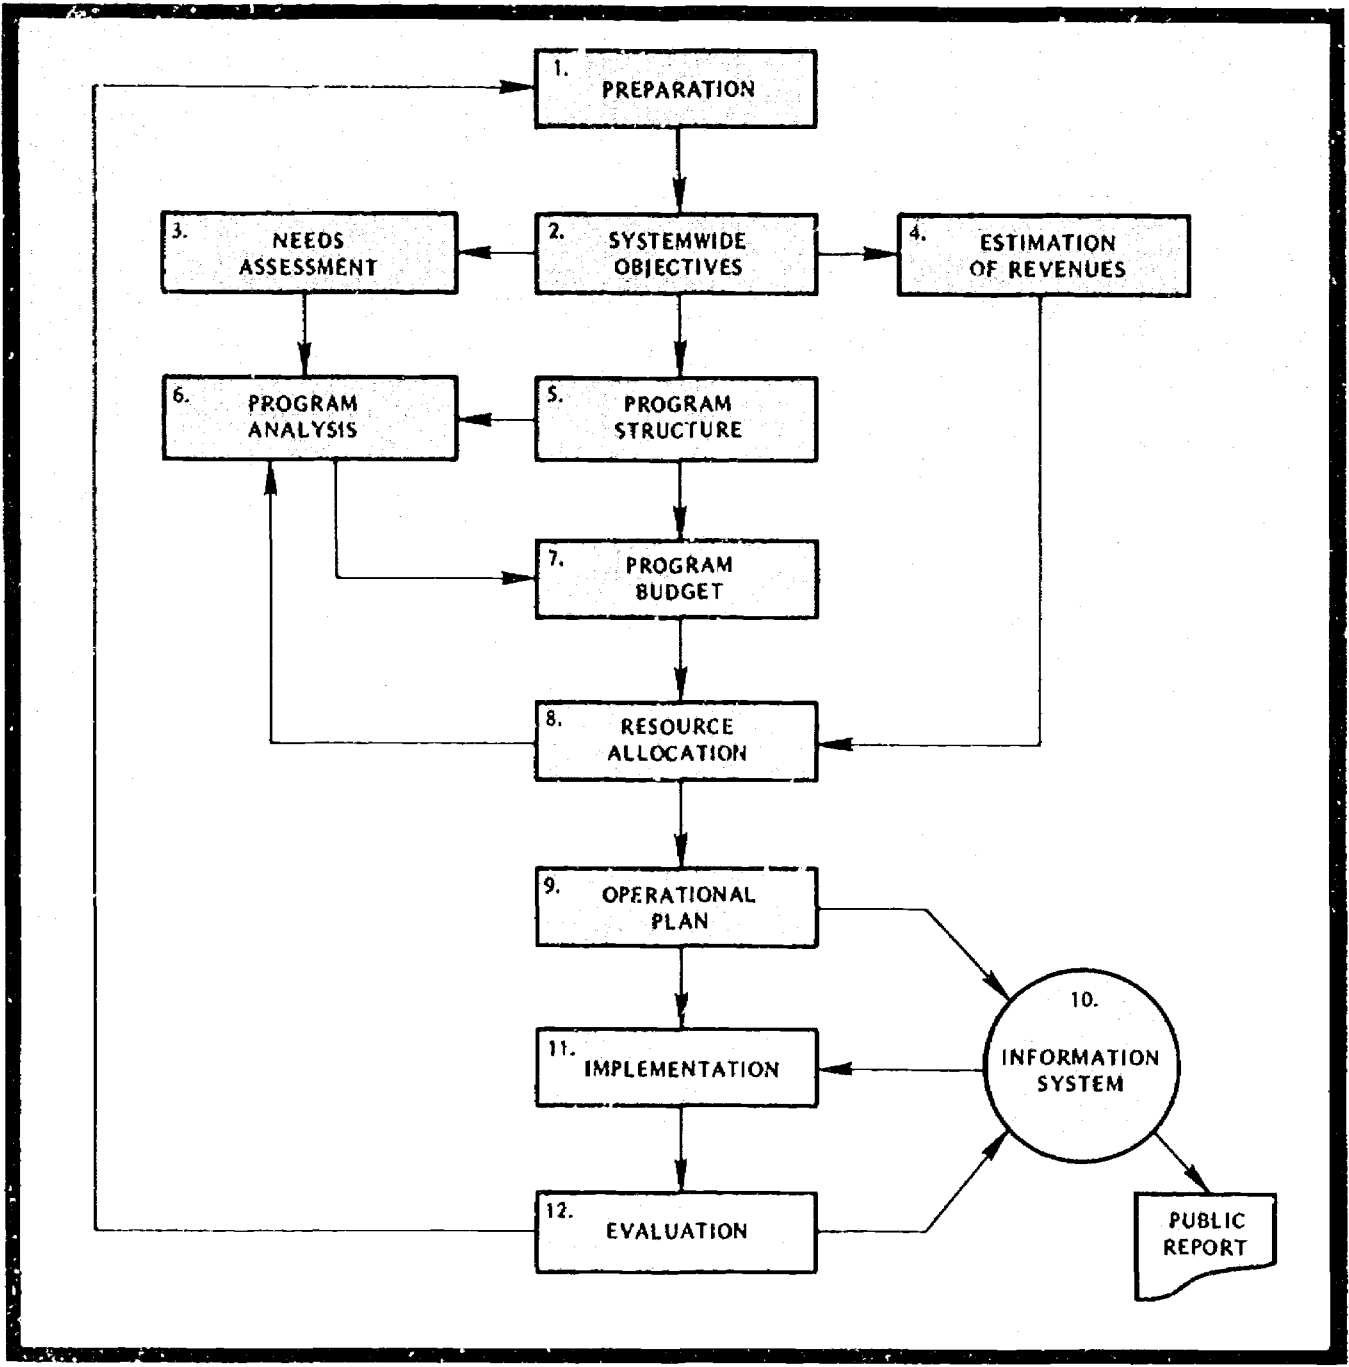 1.
PREPARATION
3.
NEEDS
ASSESSMENT
2.
SYSTEMWIDE
OBJECTIVES
4.
ESTIMATION
OF REVENUES
6.
PROGRAM
ANALYSIS
5.
PROGRAM
STRUCTURE
7.
PROGRAM
BUDGET
8.
RESOURCE
ALLOCATION
9.
OPERATIONAL
PLAN
10.
INFORMATION
SYSTEM
11.
IMPLEMENTATION
12.
EVALUATION
PUBLIC
REPORT